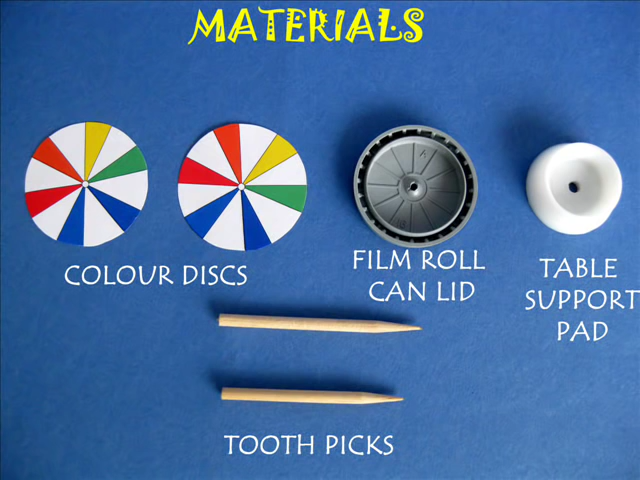 MATERIALS
COLOUR DISCS
FILM ROLL
CAN LID
TABLE
SUPPORT
PAD
TOOTH PICKS